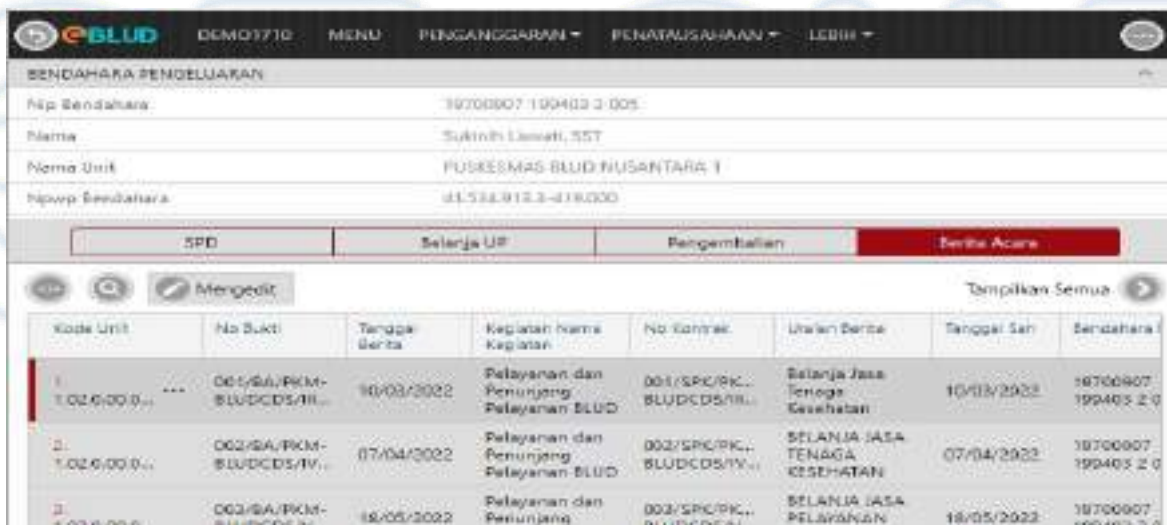 eBLUD DEMO1710 MENU PENGANGGARAN PENATAUSAHAAN LEBIH
BENDAHARA PENGELUARAN
Nip Bendahara 19700907 199403 2 005
Nama SST
Nama Unit PUSKESMAS BLUD NUSANTARA 1
Npwp Bendahara
SPD Belanja UP Pengembalian Berita Acara
Mengedit Tampilkan Semua
Kode Unit No Bukti Tanggal Berita Kegiatan Nama Kegiatan No Kontrak Uraian Berita Tanggal Sah Bendahara
1. 1.02.0.00.0... ... 001/BA/PKM-BLUDCDS/III... 10/03/2022 Pelayanan dan Penunjang Pelayanan BLUD 001/SPK/PK... BLUDCDS/III... Belanja Jasa Tenaga Kesehatan 10/03/2022 19700907 199403 2 0
2. 1.02.0.00.0... 002/BA/PKM-BLUDCDS/IV... 07/04/2022 Pelayanan dan Penunjang Pelayanan BLUD 002/SPK/PK... BLUDCDS/IV... BELANJA JASA TENAGA KESEHATAN 07/04/2022 19700907 199403 2 0
3. 003/BA/PKM- 18/05/2022 Pelayanan dan Penunjang 003/SPK/PK... BELANJA JASA PELAYANAN 18/05/2022 19700907